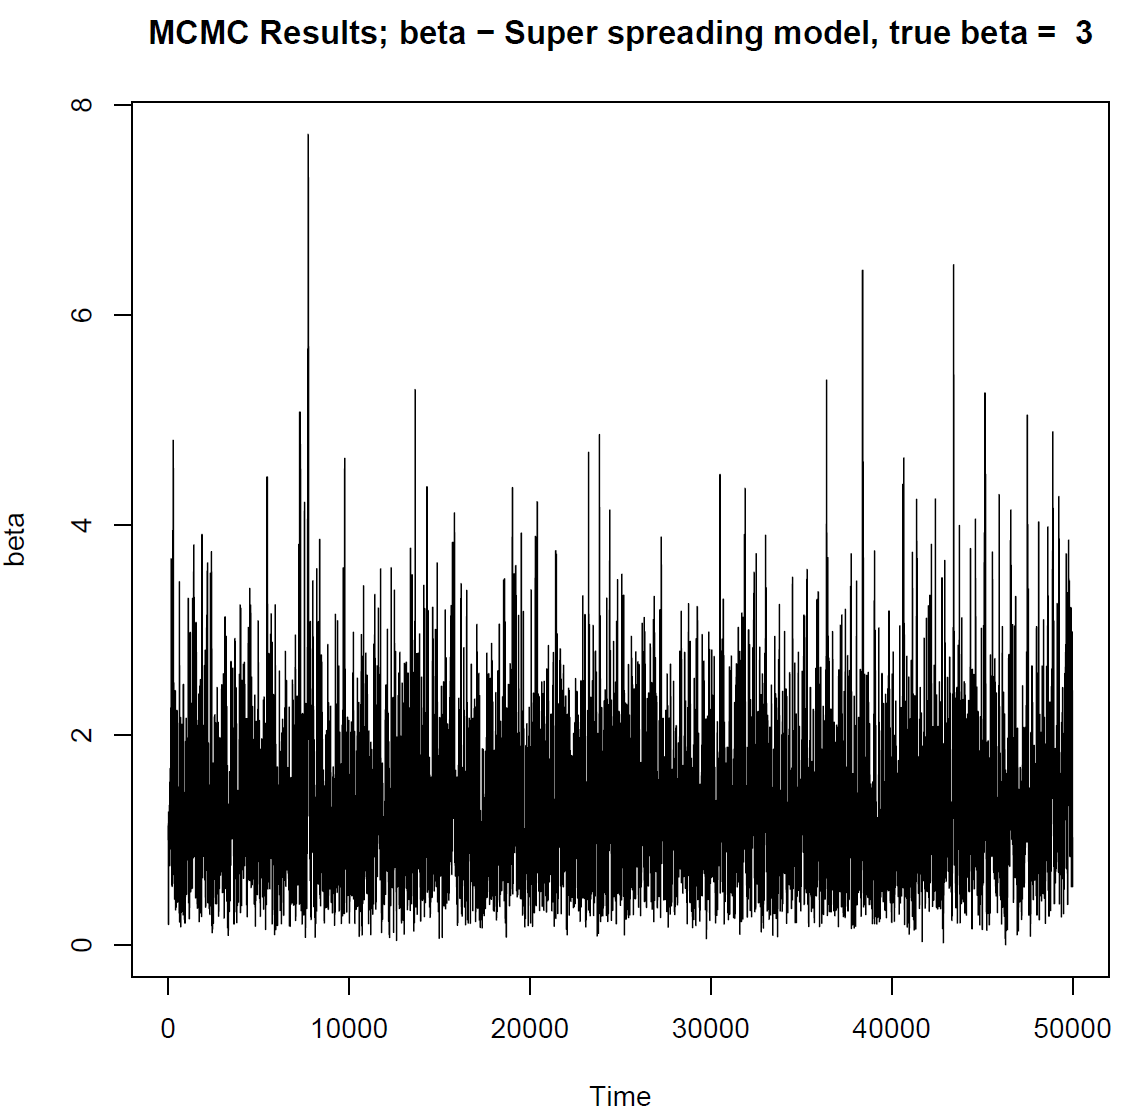 MCMC Results; beta − Super spreading model, true beta = 3
8
6
4
2
0
beta
0 10000 20000 30000 40000 50000
Time